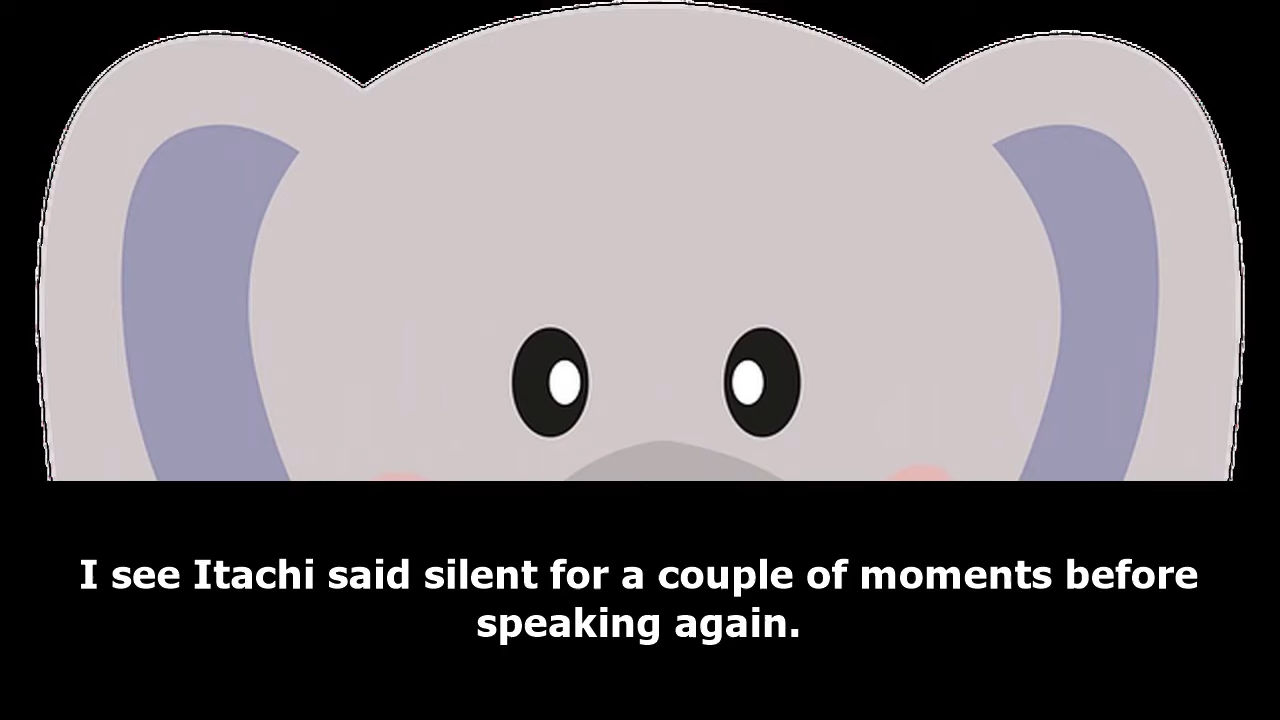 I see Itachi said silent for a couple of moments before
speaking again.